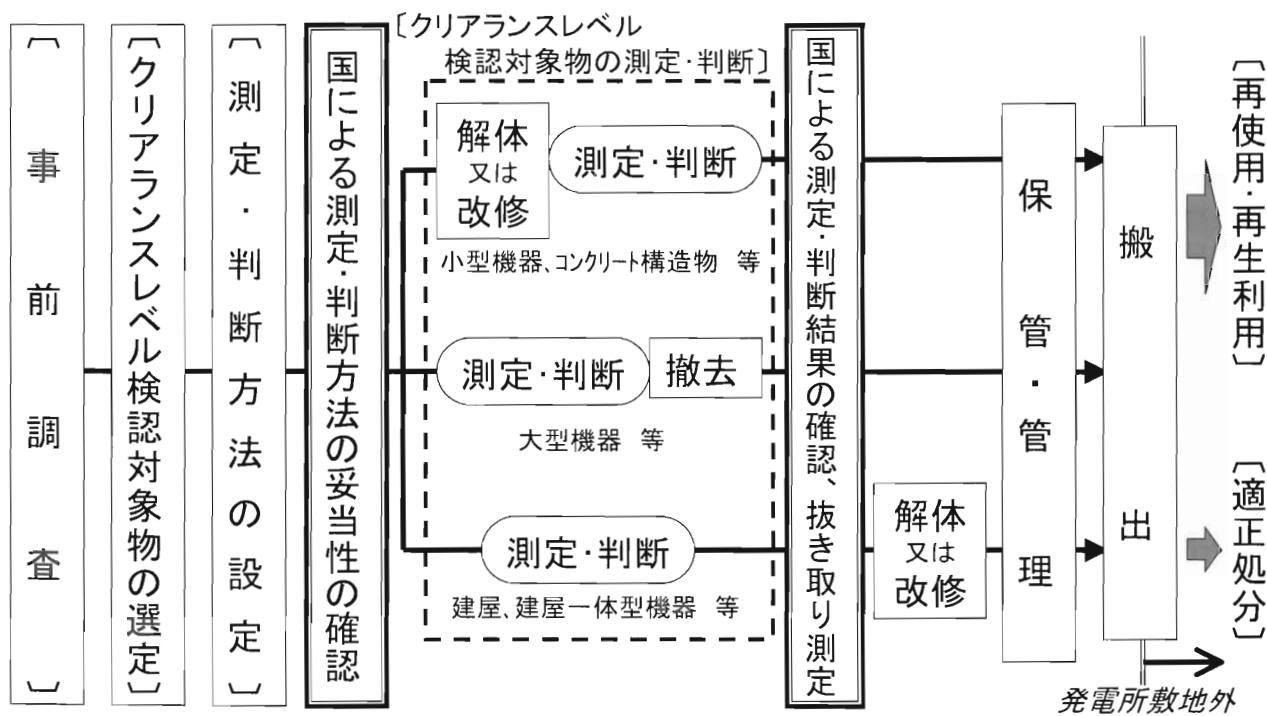 〔事前調査〕
〔クリアランスレベル検認対象物の選定〕
〔測定・判断方法の設定〕
国による測定・判断方法の妥当性の確認
〔クリアランスレベル
検認対象物の測定・判断〕
解体
又は
改修
測定・判断
小型機器、コンクリート構造物 等
測定・判断
撤去
大型機器 等
測定・判断
建屋、建屋一体型機器 等
国による測定・判断結果の確認、抜き取り測定
解体
又は
改修
保管・管理
搬出
〔再使用・再生利用〕
〔適正処分〕
発電所敷地外